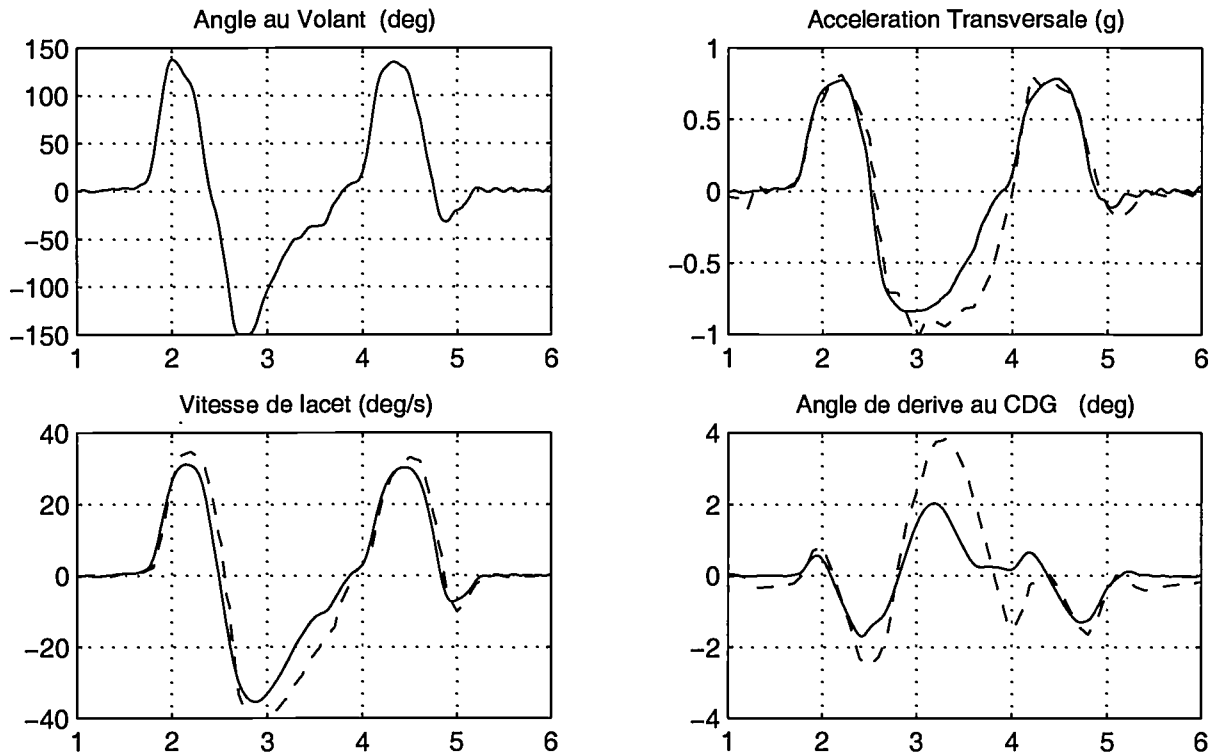 Angle au Volant (deg)
150
100
50
0
−50
−100
−150
1 2 3 4 5 6
Acceleration Transversale (g)
1
0.5
0
−0.5
−1
1 2 3 4 5 6
Vitesse de lacet (deg/s)
40
20
0
−20
−40
1 2 3 4 5 6
Angle de derive au CDG (deg)
4
2
0
−2
−4
1 2 3 4 5 6